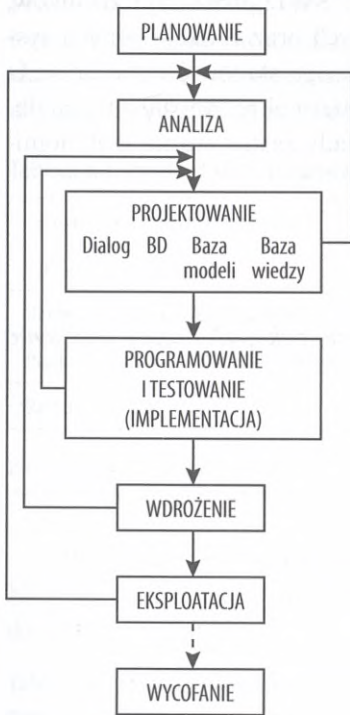 PLANOWANIE
ANALIZA
PROJEKTOWANIE
Dialog BD Baza Baza
modeli wiedzy
PROGRAMOWANIE
I TESTOWANIE
(IMPLEMENTACJA)
WDROŻENIE
EKSPLOATACJA
WYCOFANIE